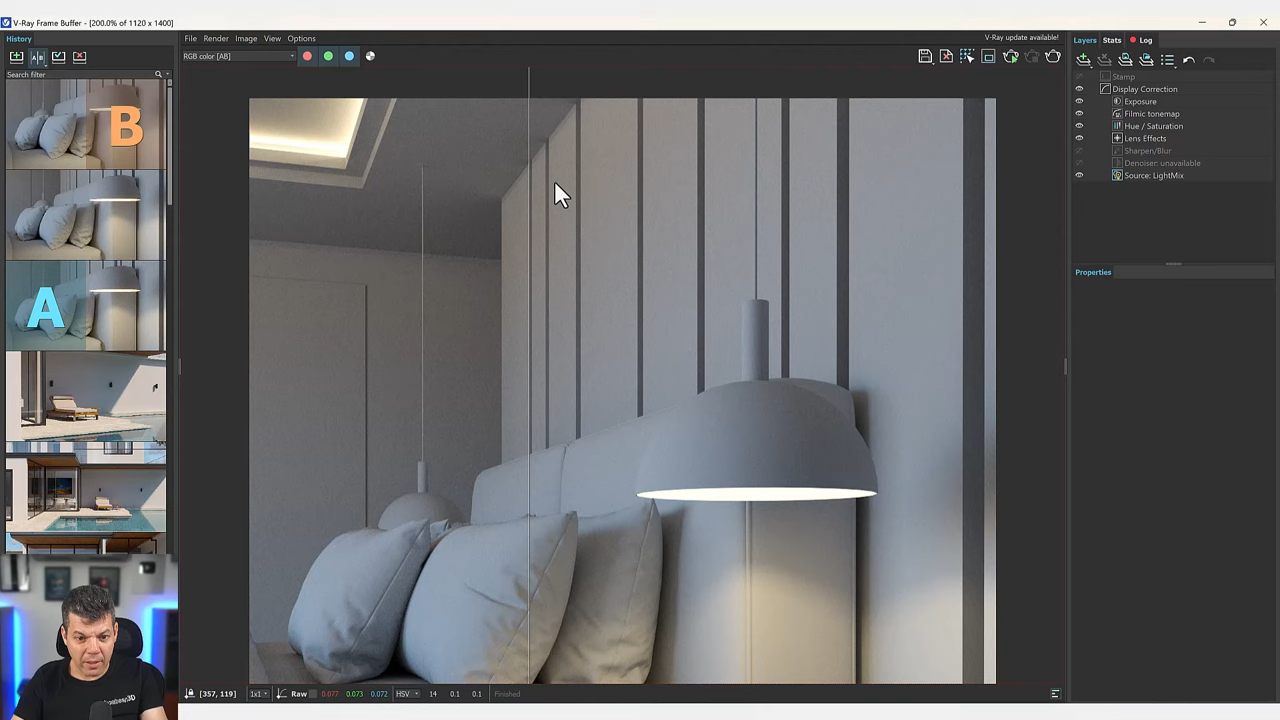 V-Ray Frame Buffer - [200.0% of 1120 x 1400]
History
File Render Image View Options
V-Ray update available!
Layers Stats Log
RGB color [AB]
Search filter
Stamp
Display Correction
Exposure
Filmic tonemap
Hue / Saturation
Lens Effects
Sharpen/Blur
Denoiser: unavailable
Source: LightMix
Properties
B
A
[357, 119] 1x1 Raw 0.077 0.073 0.072 HSV 14 0.1 0.1 Finished